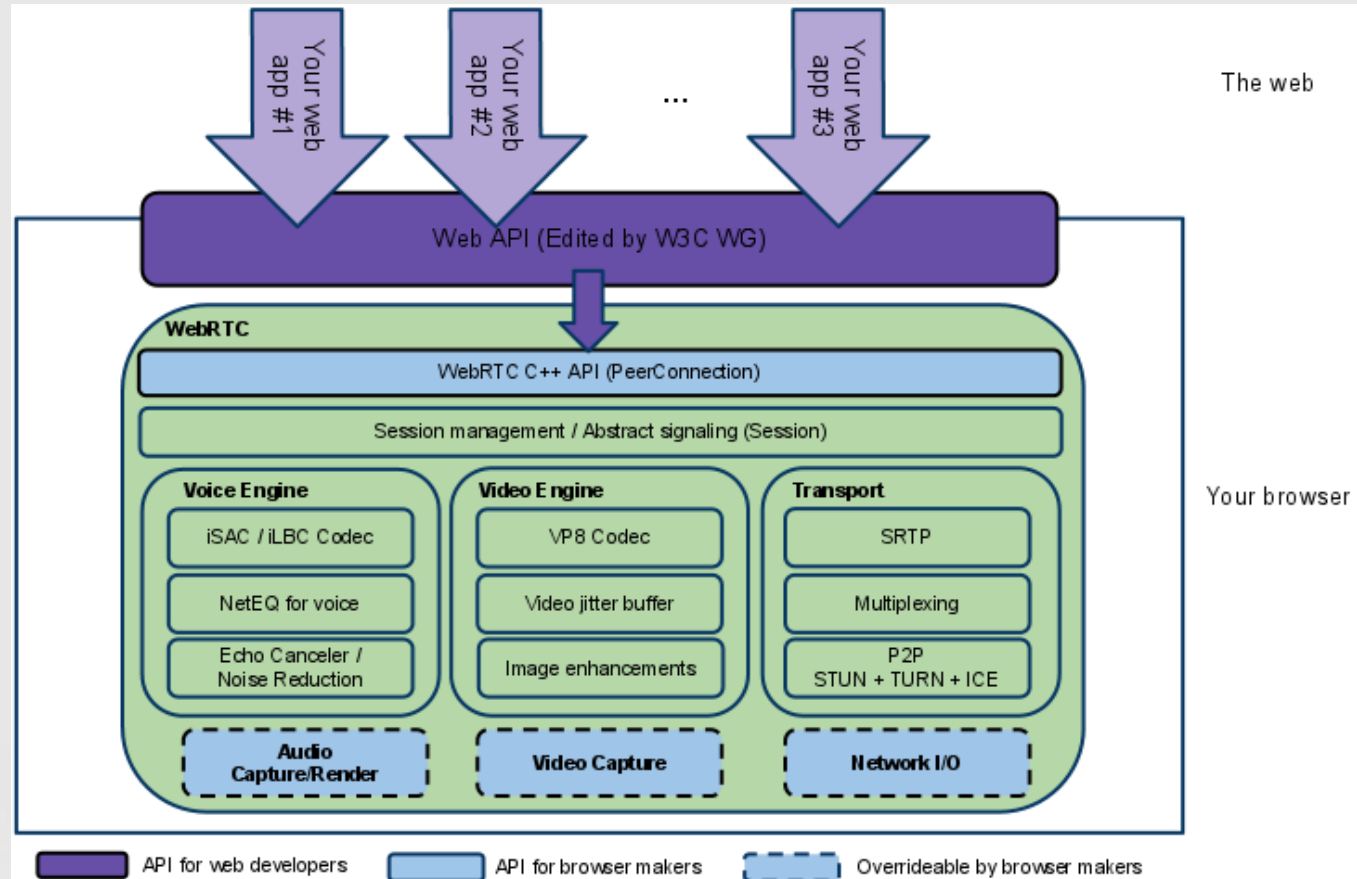 Your web
app #1
Your web
app #2
...
Your web
app #3
The web
Web API (Edited by W3C WG)
WebRTC
WebRTC C++ API (PeerConnection)
Session management / Abstract signaling (Session)
Voice Engine
iSAC / iLBC Codec
NetEQ for voice
Echo Canceler /
Noise Reduction
Video Engine
VP8 Codec
Video jitter buffer
Image enhancements
Transport
SRTP
Multiplexing
P2P
STUN + TURN + ICE
Your browser
Audio
Capture/Render
Video Capture
Network I/O
API for web developers
API for browser makers
Overrideable by browser makers